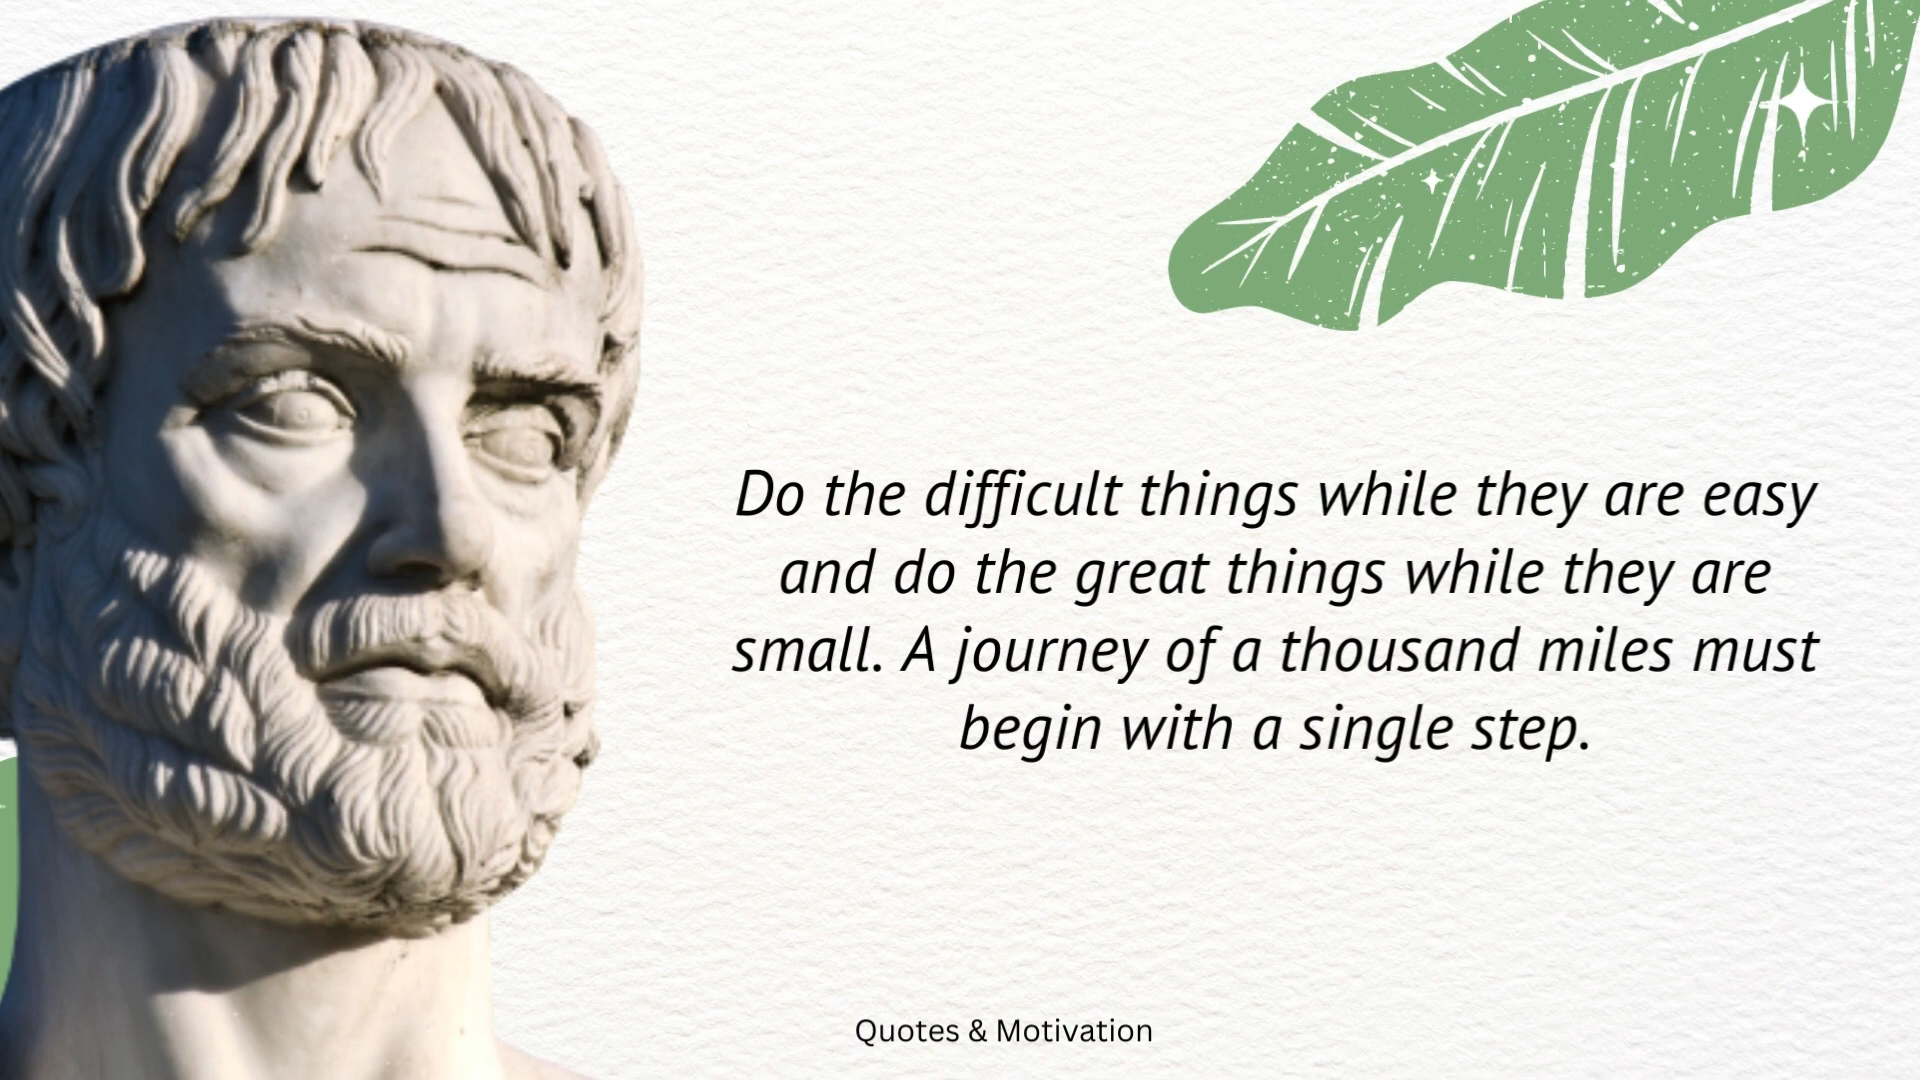 Do the difficult things while they are easy
and do the great things while they are
small. A journey of a thousand miles must
begin with a single step.
Quotes & Motivation